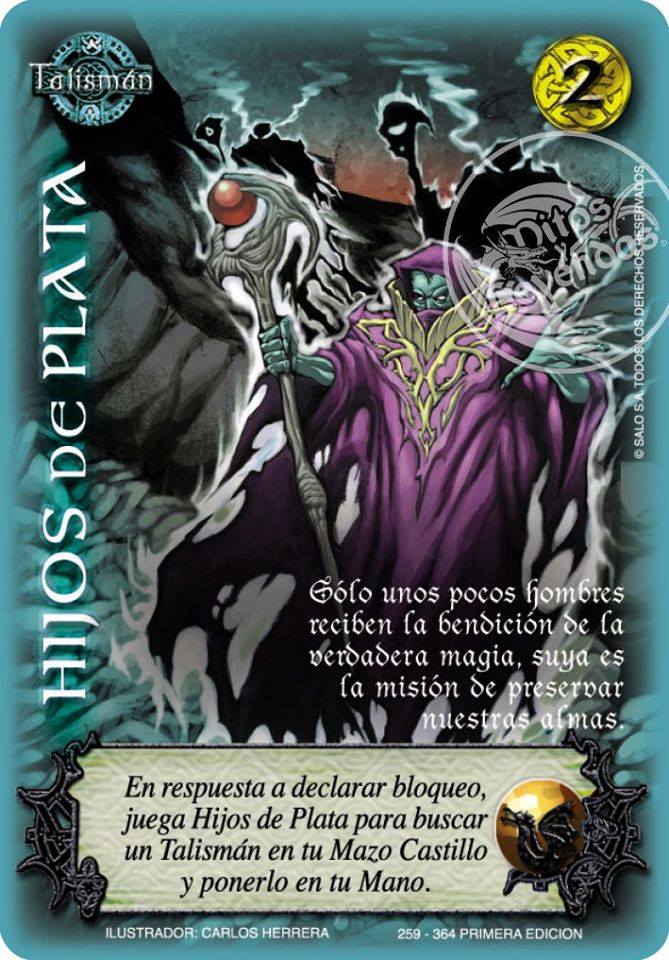 Talismán
2
HIJOS DE PLATA
Mitos y Leyendas
© SALO S.A. TODOS LOS DERECHOS RESERVADOS
Sólo unos pocos hombres
reciben la bendición de la
verdadera magia, suya es
la misión de preservar
nuestras almas.
En respuesta a declarar bloqueo,
juega Hijos de Plata para buscar
un Talismán en tu Mazo Castillo
y ponerlo en tu Mano.
ILUSTRADOR: CARLOS HERRERA
259 - 364 PRIMERA EDICION